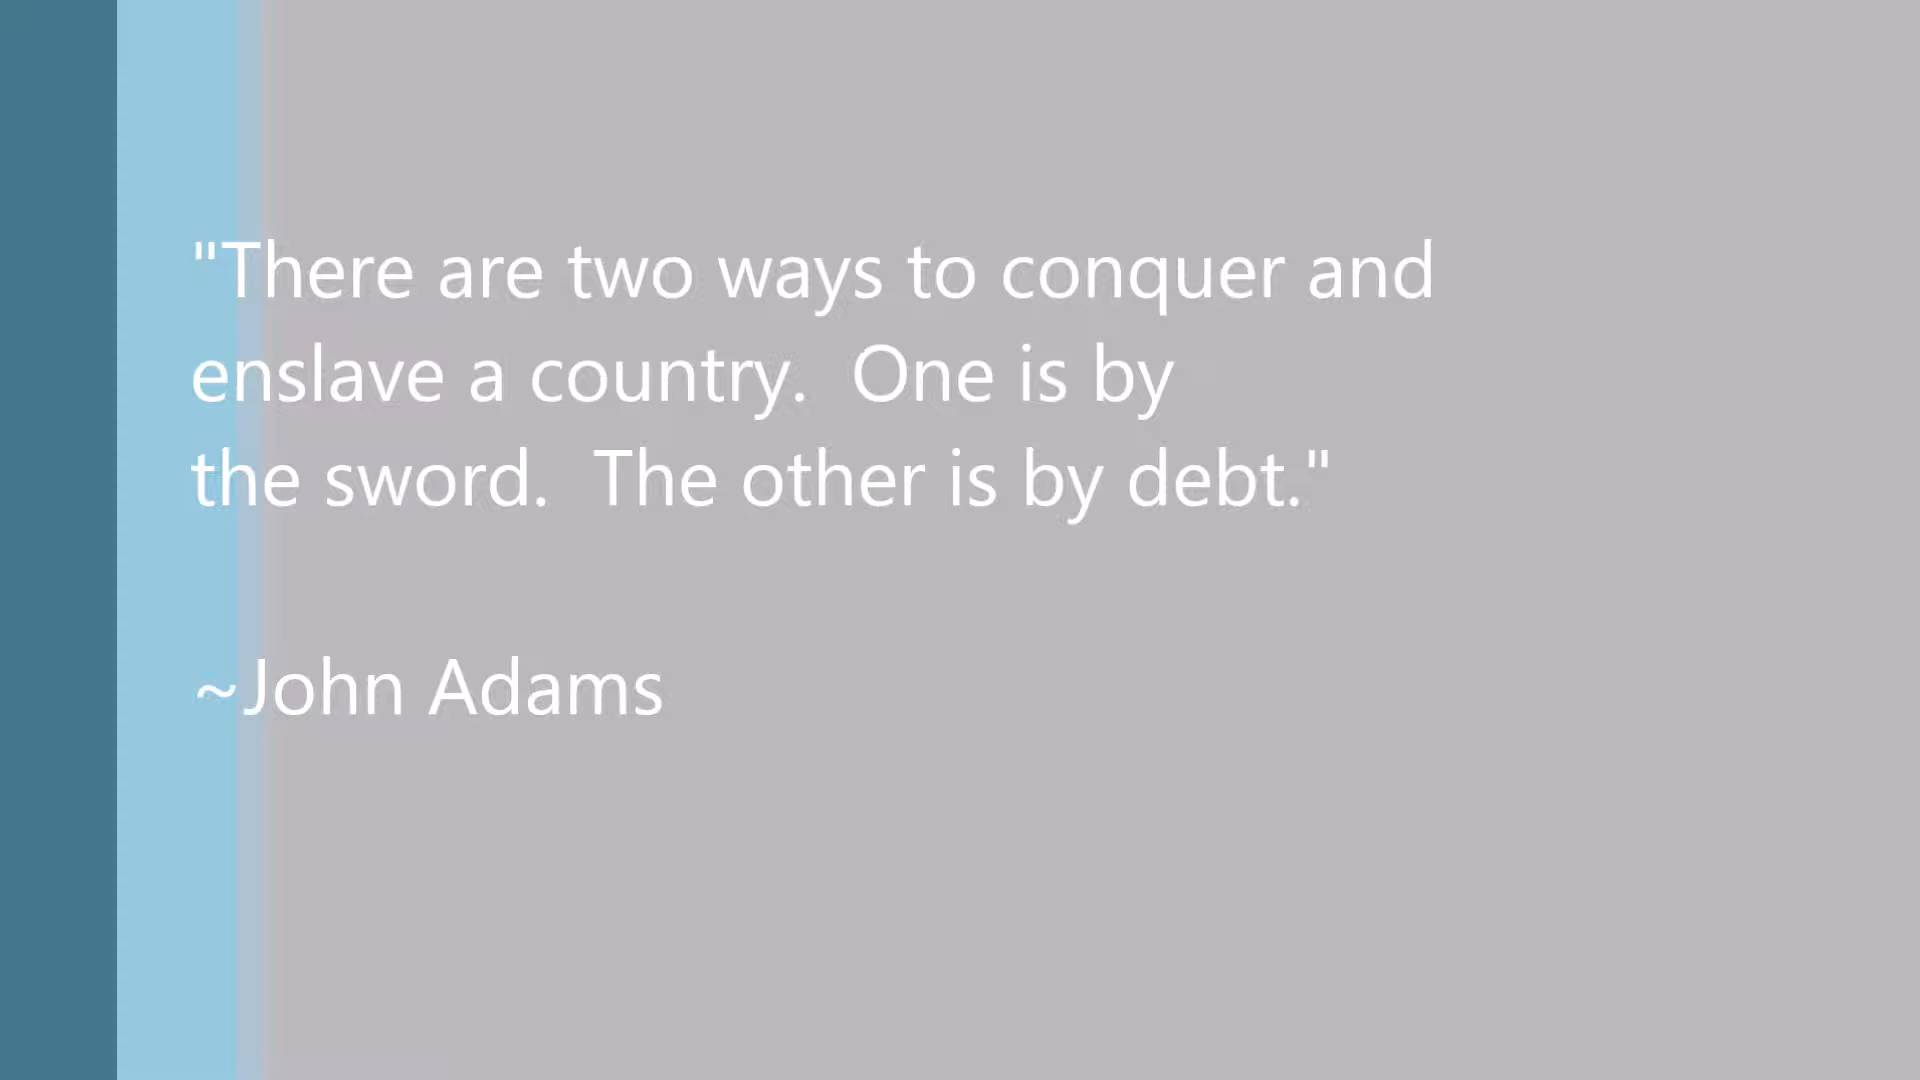 "There are two ways to conquer and
enslave a country.  One is by
the sword.  The other is by debt."
~John Adams